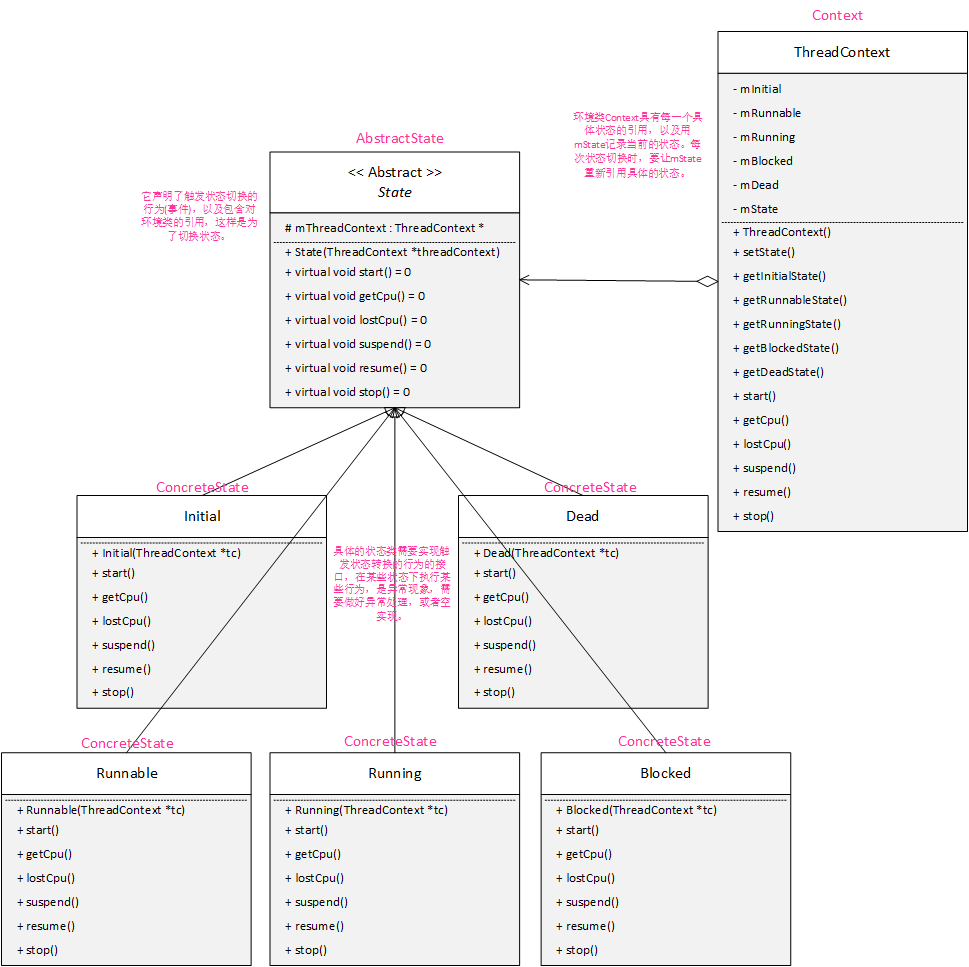 Context
ThreadContext
- mInitial
- mRunnable
- mRunning
- mBlocked
- mDead
- mState
+ ThreadContext()
+ setState()
+ getInitialState()
+ getRunnableState()
+ getRunningState()
+ getBlockedState()
+ getDeadState()
+ start()
+ getCpu()
+ lostCpu()
+ suspend()
+ resume()
+ stop()
环境类Context具有每一个具
体状态的引用，以及用
mState记录当前的状态。每
次状态切换时，要让mState
重新引用具体的状态。
AbstractState
<< Abstract >>
State
# mThreadContext : ThreadContext *
+ State(ThreadContext *threadContext)
+ virtual void start() = 0
+ virtual void getCpu() = 0
+ virtual void lostCpu() = 0
+ virtual void suspend() = 0
+ virtual void resume() = 0
+ virtual void stop() = 0
它声明了触发状态切换的
行为(事件)，以及包含对
环境类的引用，这样是为
了切换状态。
ConcreteState
Initial
+ Initial(ThreadContext *tc)
+ start()
+ getCpu()
+ lostCpu()
+ suspend()
+ resume()
+ stop()
具体的状态类需要实现触
发状态转换的行为的接
口，在某些状态下执行某
些行为，是异常现象，需
要做好异常处理，或者空
实现。
ConcreteState
Dead
+ Dead(ThreadContext *tc)
+ start()
+ getCpu()
+ lostCpu()
+ suspend()
+ resume()
+ stop()
ConcreteState
Runnable
+ Runnable(ThreadContext *tc)
+ start()
+ getCpu()
+ lostCpu()
+ suspend()
+ resume()
+ stop()
ConcreteState
Running
+ Running(ThreadContext *tc)
+ start()
+ getCpu()
+ lostCpu()
+ suspend()
+ resume()
+ stop()
ConcreteState
Blocked
+ Blocked(ThreadContext *tc)
+ start()
+ getCpu()
+ lostCpu()
+ suspend()
+ resume()
+ stop()